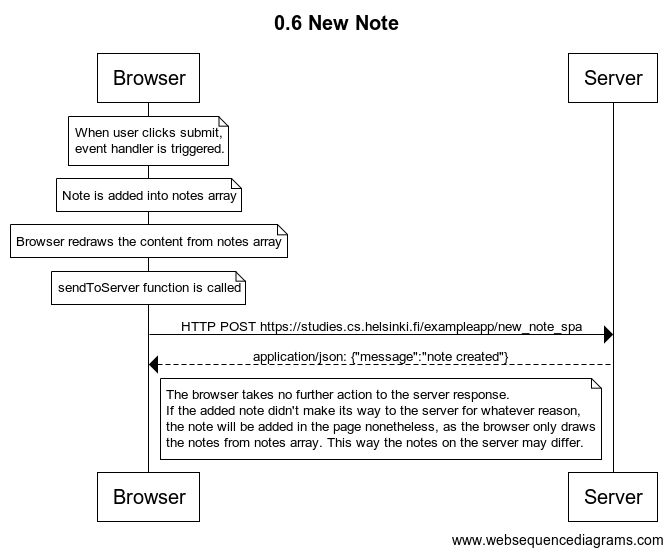 0.6 New Note
Browser
Server
When user clicks submit,
event handler is triggered.
Note is added into notes array
Browser redraws the content from notes array
sendToServer function is called
HTTP POST https://studies.cs.helsinki.fi/exampleapp/new_note_spa
application/json: {"message":"note created"}
The browser takes no further action to the server response.
If the added note didn't make its way to the server for whatever reason,
the note will be added in the page nonetheless, as the browser only draws
the notes from notes array. This way the notes on the server may differ.
Browser
Server
www.websequencediagrams.com